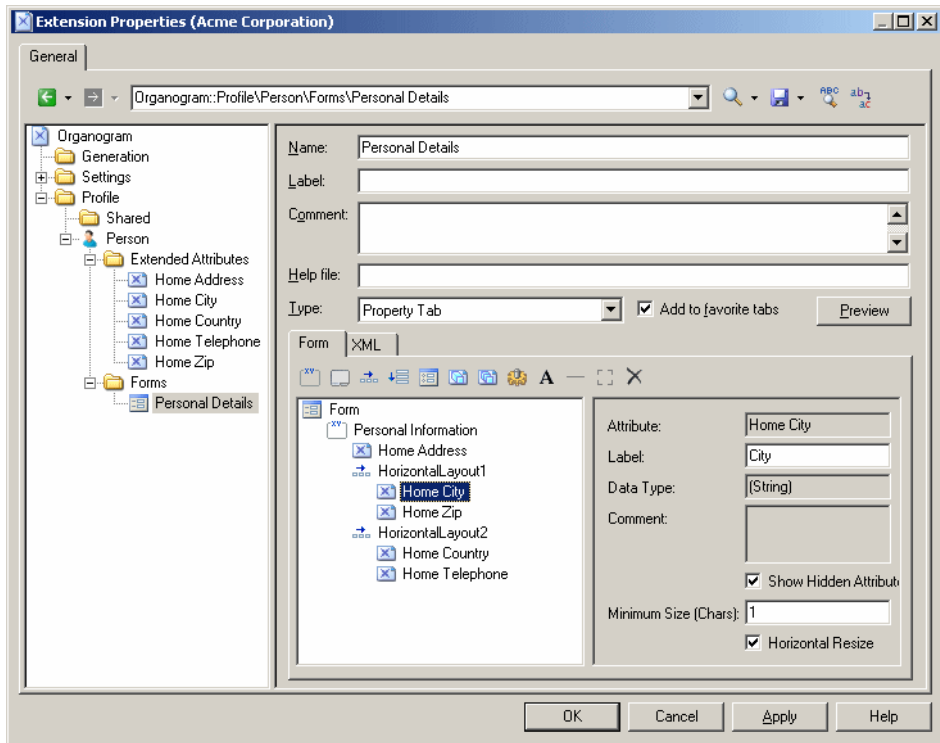 Extension Properties (Acme Corporation)
General
Organogram::Profile\Person\Forms\Personal Details
ABC
ab
ac
Organogram
Generation
Settings
Profile
Shared
Person
Extended Attributes
Home Address
Home City
Home Country
Home Telephone
Home Zip
Forms
Personal Details
Name: Personal Details
Label:
Comment:
Help file:
Type: Property Tab Add to favorite tabs Preview
Form XML
A
Form
Personal Information
Home Address
HorizontalLayout1
Home City
Home Zip
HorizontalLayout2
Home Country
Home Telephone
Attribute: Home City
Label: City
Data Type: (String)
Comment:
Show Hidden Attribut
Minimum Size (Chars): 1
Horizontal Resize
OK Cancel Apply Help